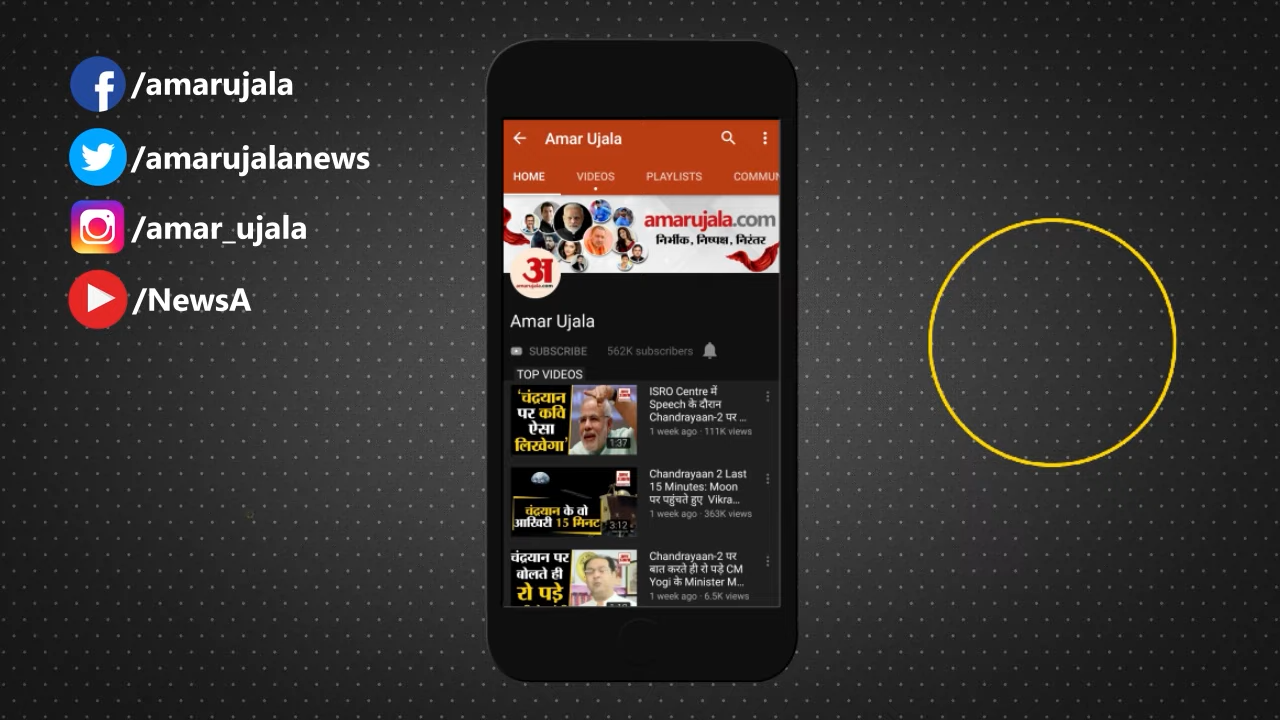 /amarujala
/amarujalanews
/amar_ujala
/NewsA
Amar Ujala
HOME VIDEOS PLAYLISTS COMMUN
amarujala.com
निर्भीक, निष्पक्ष, निरंतर
अ
amarujala.com
Amar Ujala
SUBSCRIBE 562K subscribers
TOP VIDEOS
'चंद्रयान
पर कवि
ऐसा
लिखेगा'
1:37
ISRO Centre में
Speech के दौरान
Chandrayaan-2 पर ...
1 week ago · 111K views
चंद्रयान के वो
आखिरी 15 मिनट
3:12
Chandrayaan 2 Last
15 Minutes: Moon
पर पहुंचते हुए Vikra...
1 week ago · 363K views
चंद्रयान पर
बोलते ही
रो पड़े
Chandrayaan-2 पर
बात करते ही रो पड़े CM
Yogi के Minister M...
1 week ago · 6.5K views